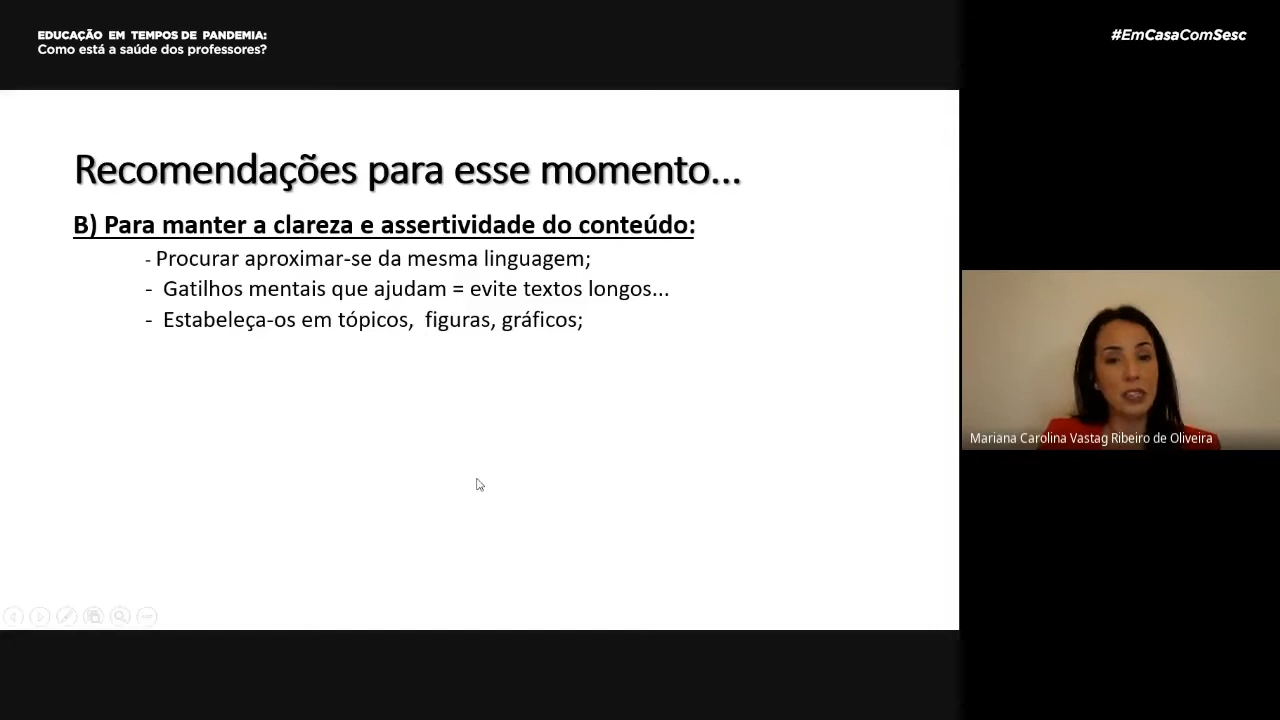 EDUCAÇÃO EM TEMPOS DE PANDEMIA:
Como está a saúde dos professores?
#EmCasaComSesc
Recomendações para esse momento...
B) Para manter a clareza e assertividade do conteúdo:
- Procurar aproximar-se da mesma linguagem;
- Gatilhos mentais que ajudam = evite textos longos...
- Estabeleça-os em tópicos, figuras, gráficos;
Mariana Carolina Vastag Ribeiro de Oliveira